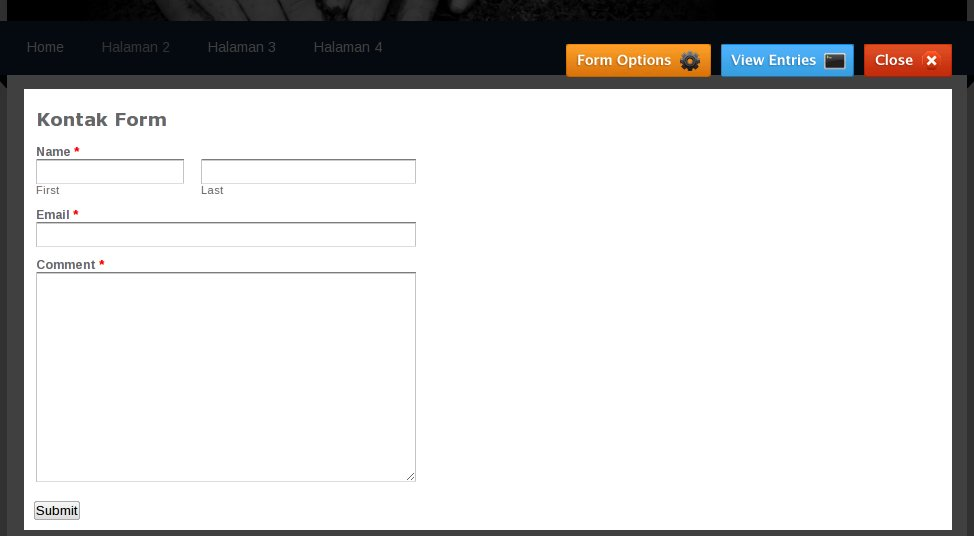 Home Halaman 2 Halaman 3 Halaman 4
Form Options View Entries Close
Kontak Form
Name *
First Last
Email *
Comment *
Submit